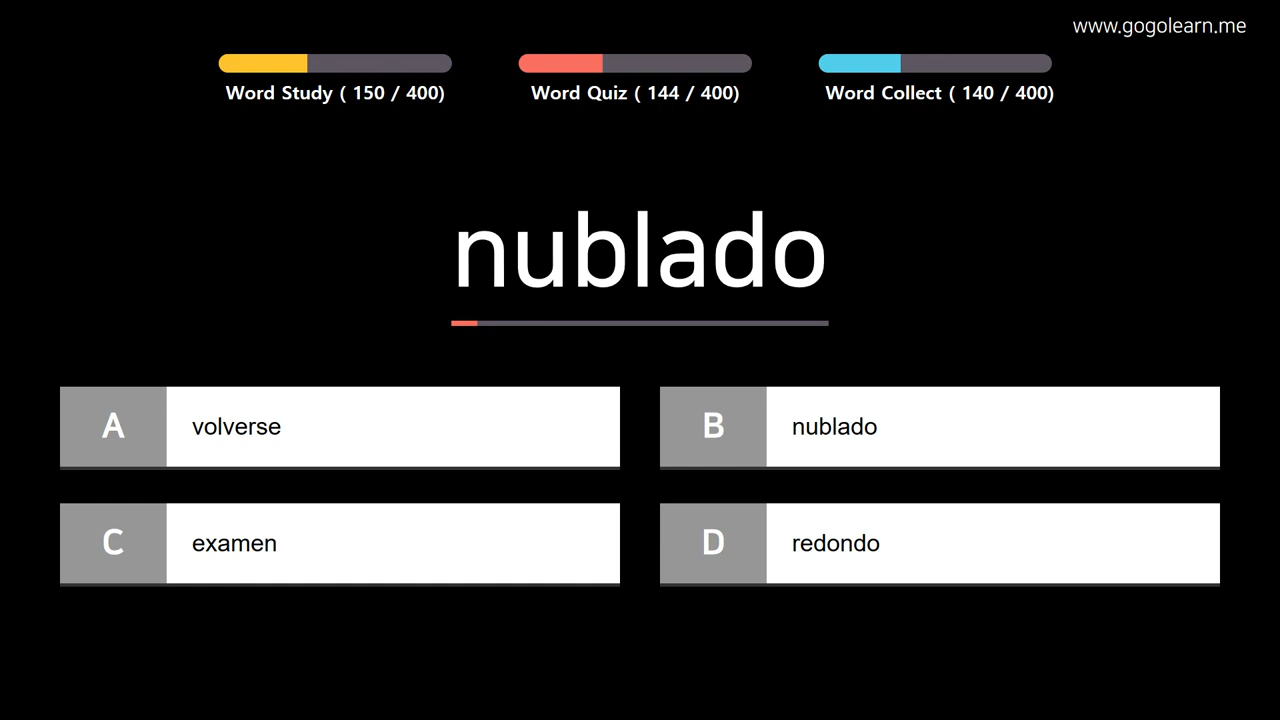 www.gogolearn.me
Word Study ( 150 / 400)
Word Quiz ( 144 / 400)
Word Collect ( 140 / 400)
nublado
A volverse
B nublado
C examen
D redondo